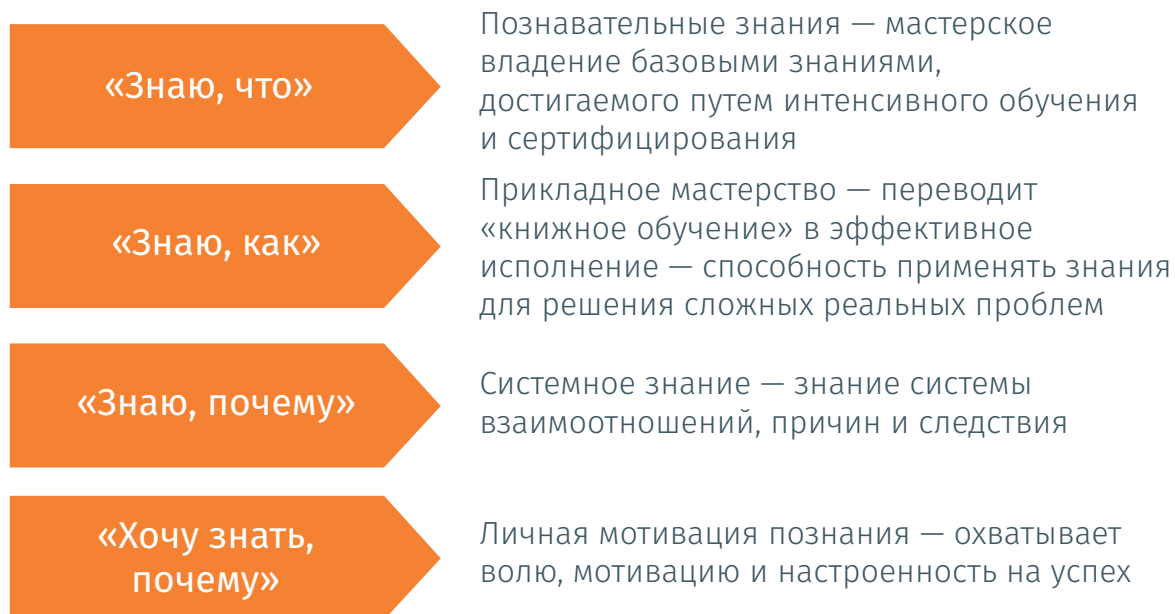 «Знаю, что»
Познавательные знания — мастерское
владение базовыми знаниями,
достигаемого путем интенсивного обучения
и сертифицирования
«Знаю, как»
Прикладное мастерство — переводит
«книжное обучение» в эффективное
исполнение — способность применять знания
для решения сложных реальных проблем
«Знаю, почему»
Системное знание — знание системы
взаимоотношений, причин и следствия
«Хочу знать,
почему»
Личная мотивация познания — охватывает
волю, мотивацию и настроенность на успех